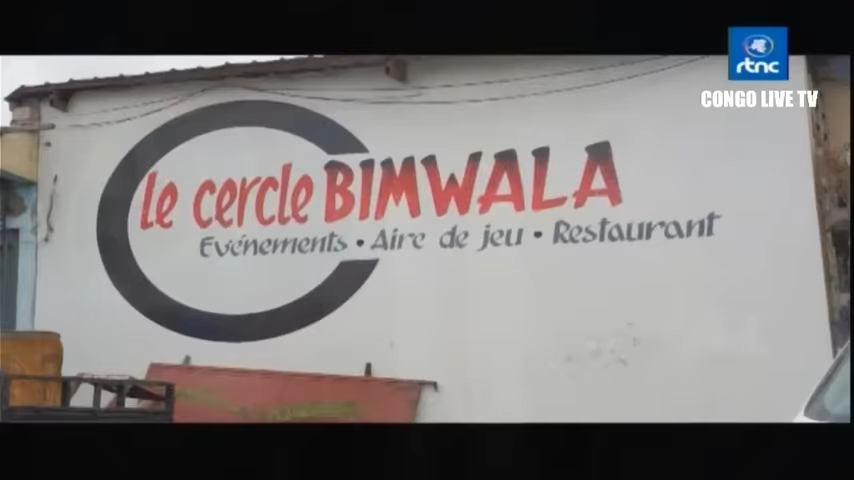 rtnc
CONGO LIVE TV
le cercle BIMWALA
Evénements • Aire de jeu • Restaurant